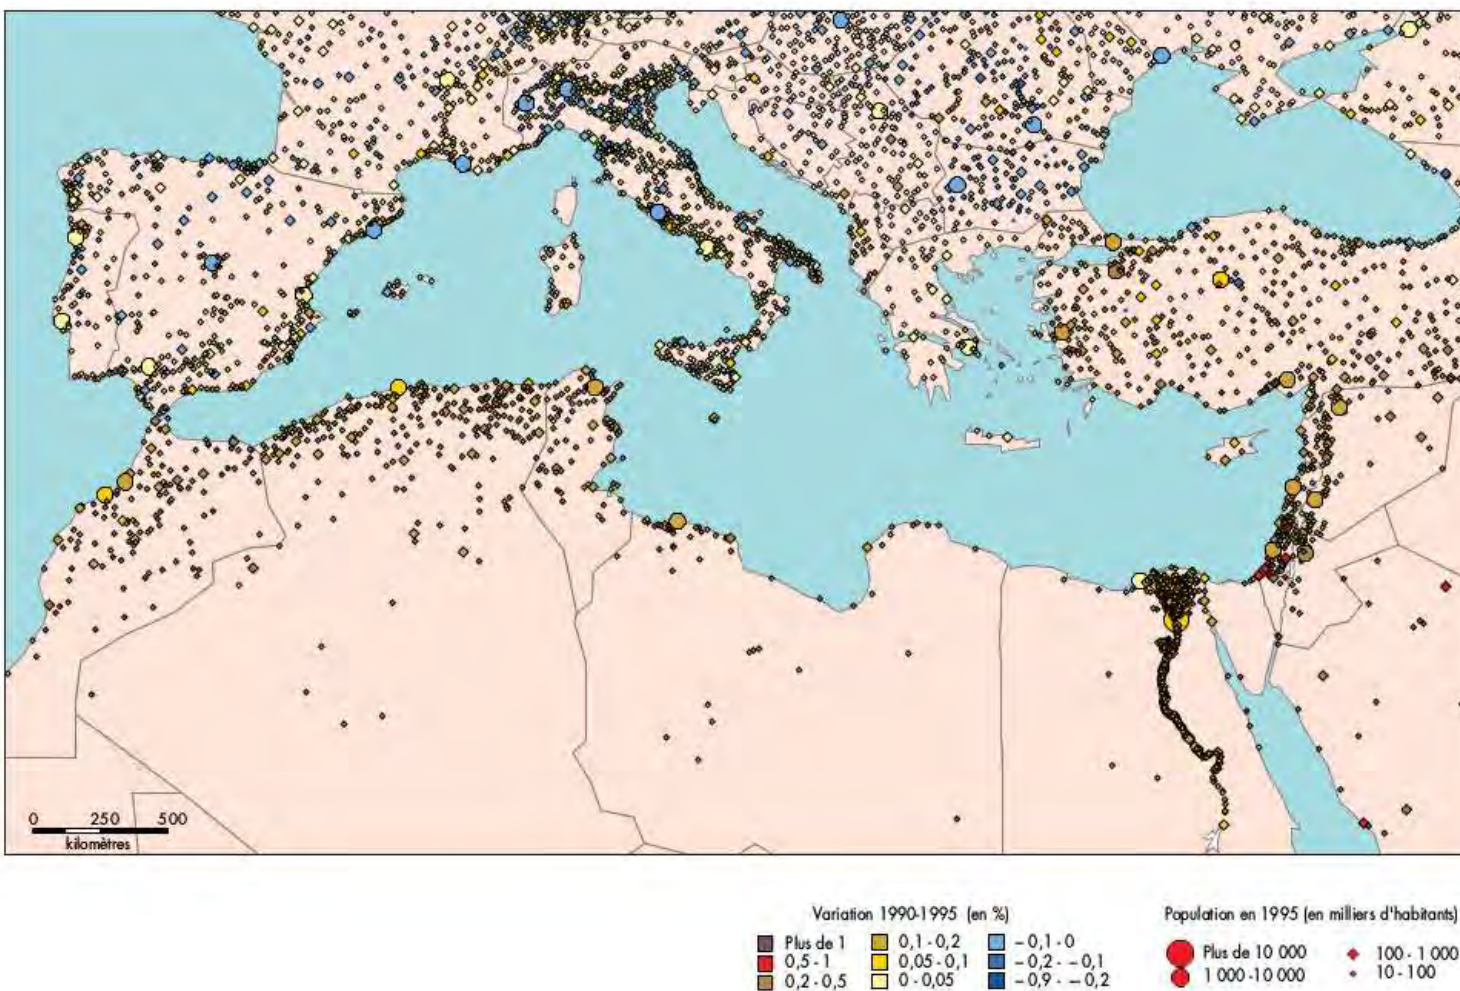 0 250 500
kilomètres
Variation 1990-1995 (en %)
Plus de 1
0,5 - 1
0,2 - 0,5
0,1 - 0,2
0,05 - 0,1
0 - 0,05
– 0,1 - 0
– 0,2 - – 0,1
– 0,9 - – 0,2
Population en 1995 (en milliers d'habitants)
Plus de 10 000
1 000 -10 000
100 - 1 000
10 - 100